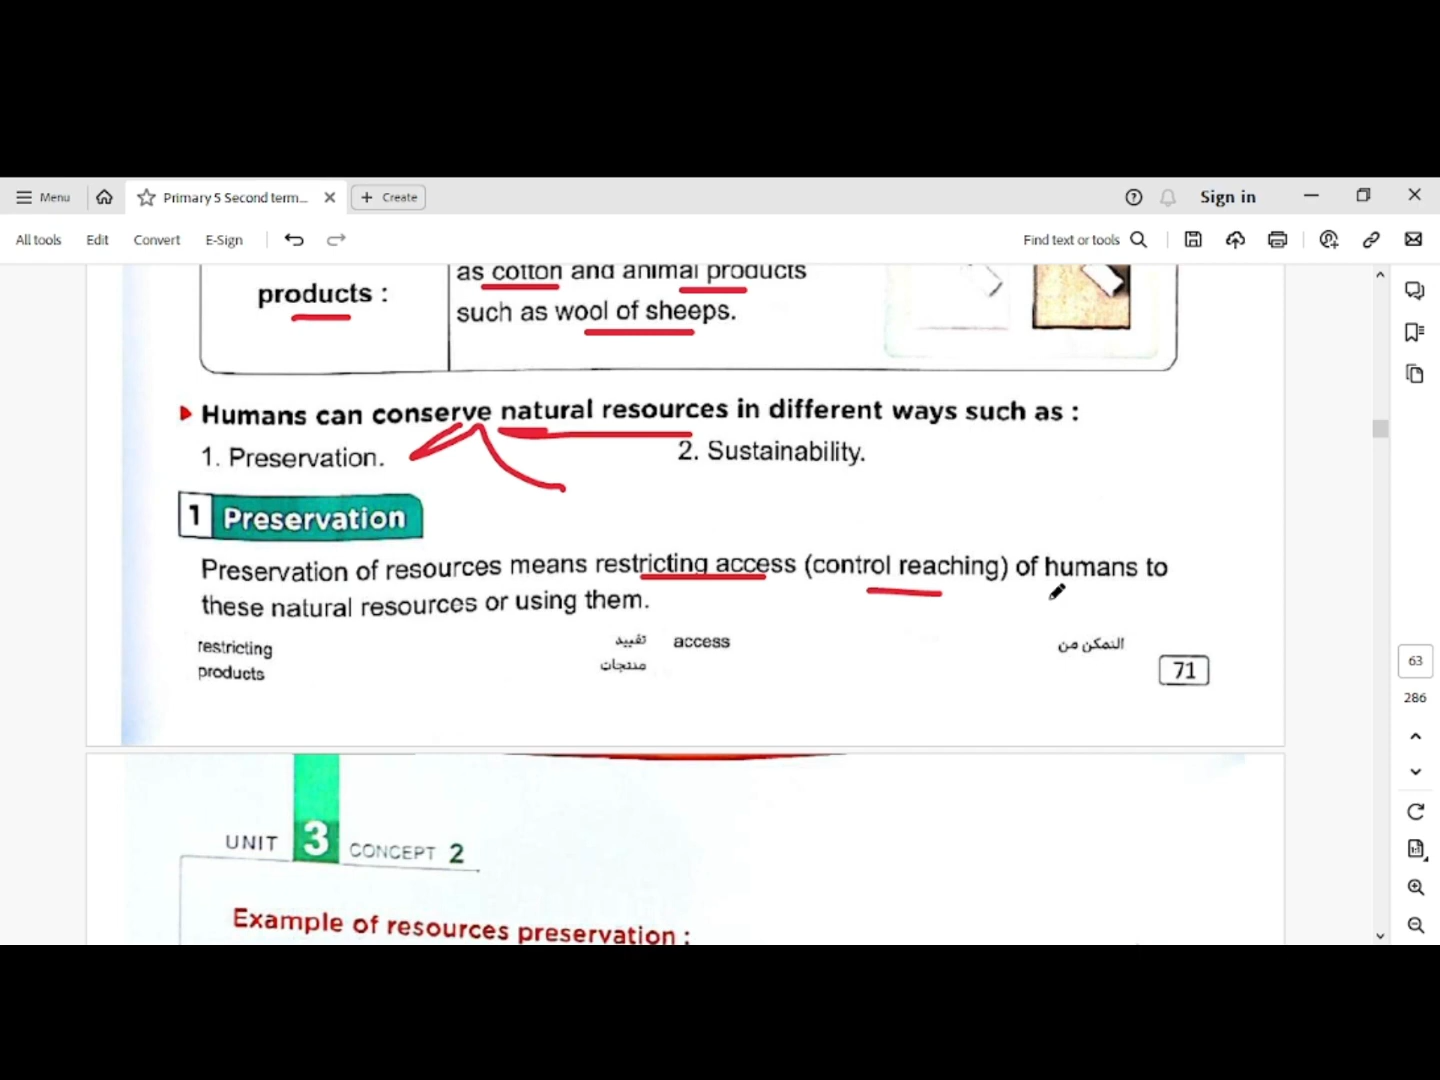 Menu
Primary 5 Second term...
Create
Sign in
All tools
Edit
Convert
E-Sign
Find text or tools
products :
as cotton and animal products
such as wool of sheeps.
Humans can conserve natural resources in different ways such as :
1. Preservation.
2. Sustainability.
1 Preservation
Preservation of resources means restricting access (control reaching) of humans to
these natural resources or using them.
restricting تقييد access التمكن من
products منتجات
71
63
286
UNIT 3 CONCEPT 2
Example of resources preservation :